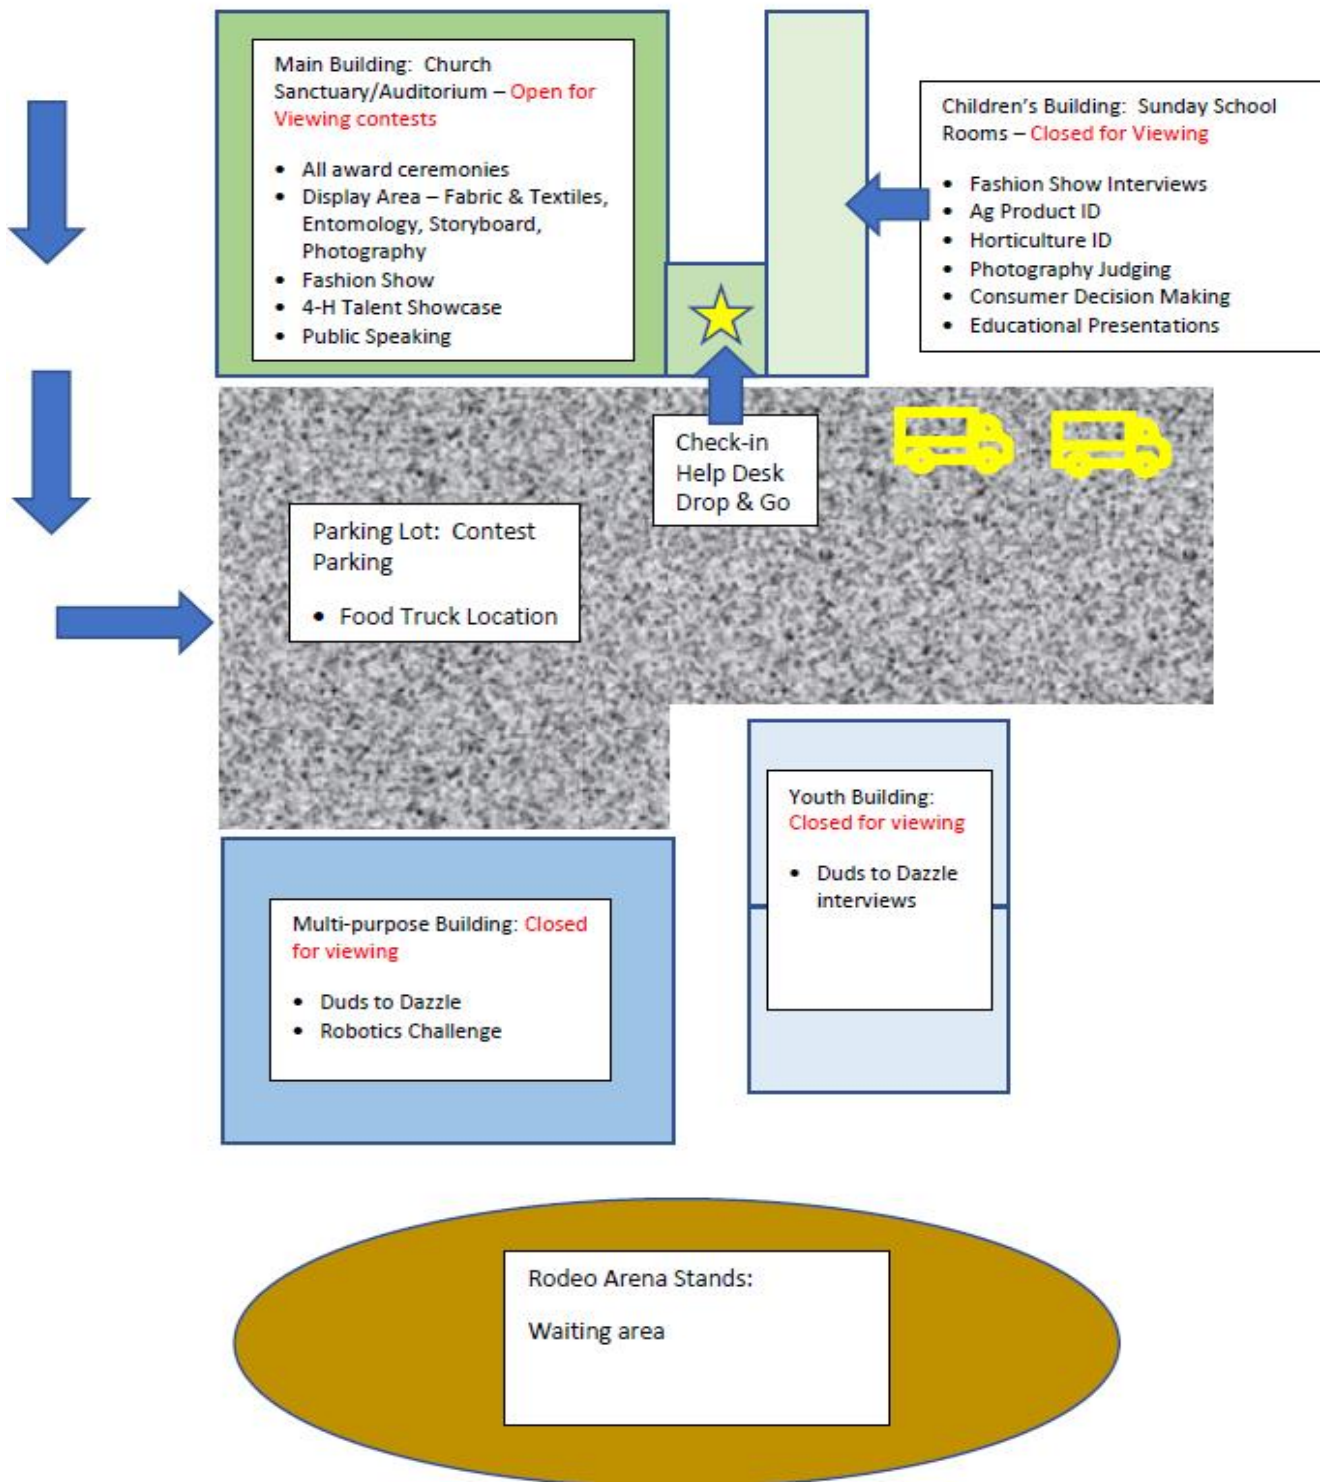 Main Building:  Church
Sanctuary/Auditorium – Open for
Viewing contests
• All award ceremonies
• Display Area – Fabric & Textiles,
Entomology, Storyboard,
Photography
• Fashion Show
• 4-H Talent Showcase
• Public Speaking
Children's Building:  Sunday School
Rooms – Closed for Viewing
• Fashion Show Interviews
• Ag Product ID
• Horticulture ID
• Photography Judging
• Consumer Decision Making
• Educational Presentations
Check-in
Help Desk
Drop & Go
Parking Lot:  Contest
Parking
• Food Truck Location
Youth Building:
Closed for viewing
• Duds to Dazzle
interviews
Multi-purpose Building: Closed
for viewing
• Duds to Dazzle
• Robotics Challenge
Rodeo Arena Stands:
Waiting area